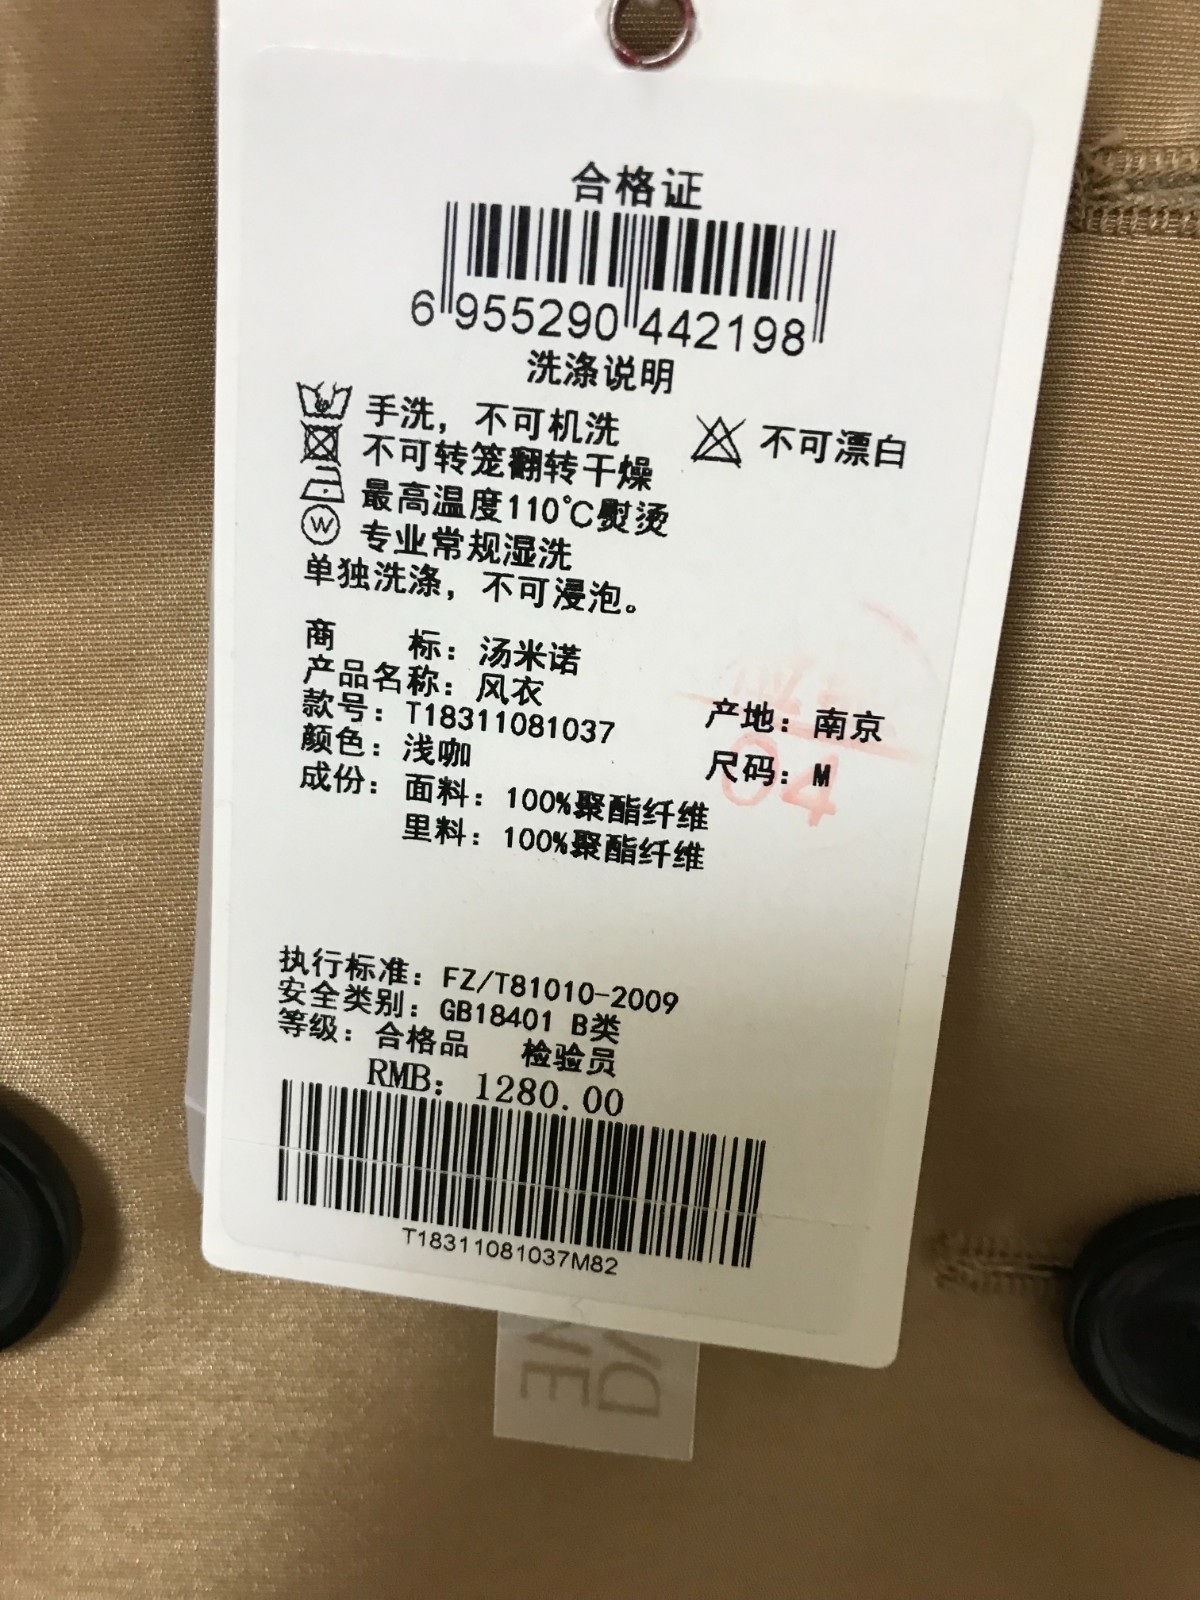 合格证
6 955290 442198
洗涤说明
手洗，不可机洗 不可漂白
不可转笼翻转干燥
最高温度110℃熨烫
W 专业常规湿洗
单独洗涤，不可浸泡。
商 标：汤米诺
产品名称：风衣
款号：T18311081037 产地：南京
颜色：浅咖 尺码：M
04
成份：面料：100%聚酯纤维
里料：100%聚酯纤维
执行标准：FZ/T81010-2009
安全类别：GB18401 B类
等级：合格品 检验员
RMB：1280.00
T18311081037M82